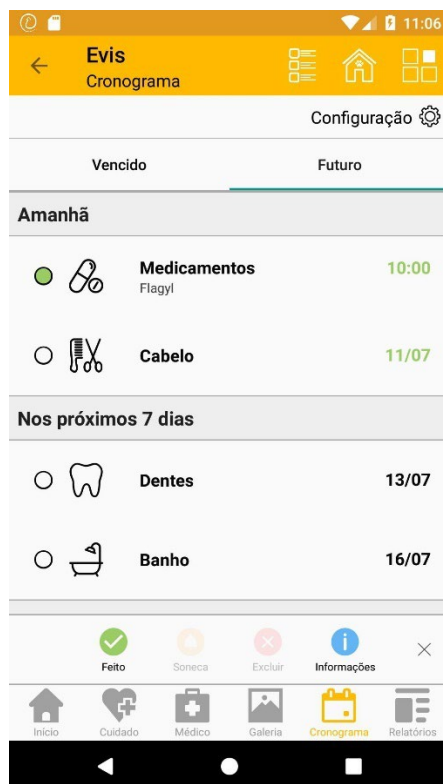 11:06
Evis
Cronograma
Configuração
Vencido
Futuro
Amanhã
Medicamentos
10:00
Flagyl
Cabelo
11/07
Nos próximos 7 dias
Dentes
13/07
Banho
16/07
Feito
Soneca
Excluir
Informações
Início
Cuidado
Médico
Galeria
Cronograma
Relatórios